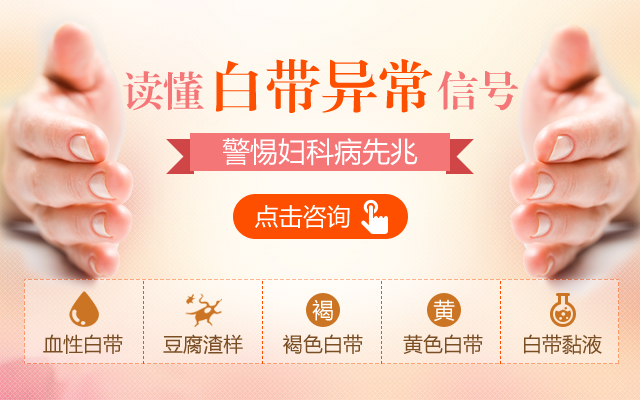 读懂白带异常信号
警惕妇科病先兆
点击咨询
褐 黄
血性白带 豆腐渣样 褐色白带 黄色白带 白带黏液